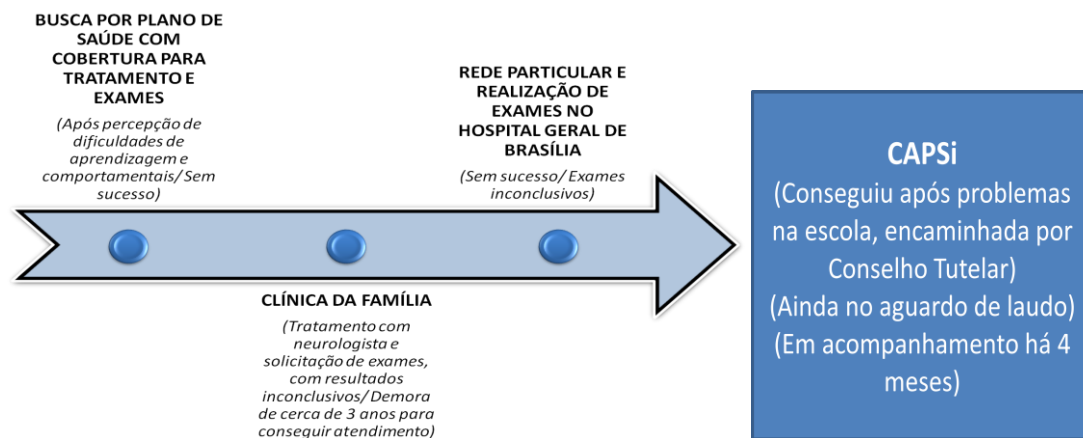 BUSCA POR PLANO DE
SAÚDE COM
COBERTURA PARA
TRATAMENTO E
EXAMES
(Após percepção de
dificuldades de
aprendizagem e
comportamentais/ Sem
sucesso)
CLÍNICA DA FAMÍLIA
(Tratamento com
neurologista e
solicitação de exames,
com resultados
inconclusivos/ Demora
de cerca de 3 anos para
conseguir atendimento)
REDE PARTICULAR E
REALIZAÇÃO DE
EXAMES NO
HOSPITAL GERAL DE
BRASÍLIA
(Sem sucesso/ Exames
inconclusivos)
CAPSi
(Conseguiu após problemas
na escola, encaminhada por
Conselho Tutelar)
(Ainda no aguardo de laudo)
(Em acompanhamento há 4
meses)